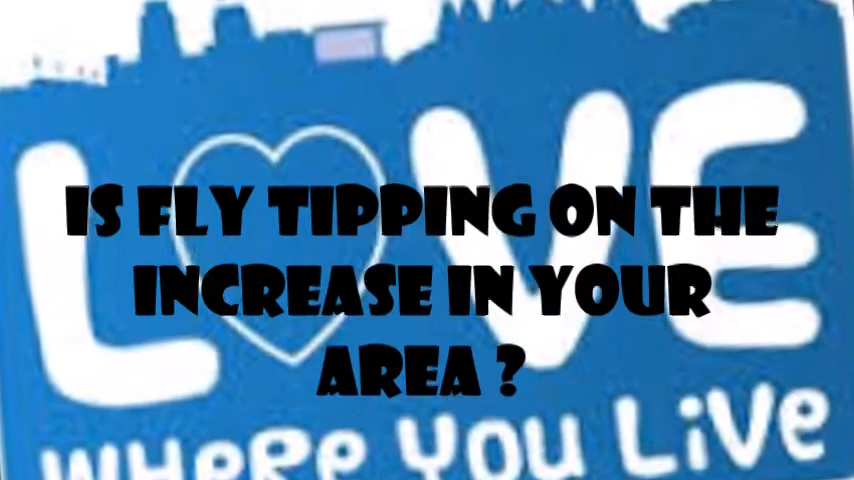 LOVE
IS FLY TIPPING ON THE
INCREASE IN YOUR
AREA ?
WHeRe YOU LiVe